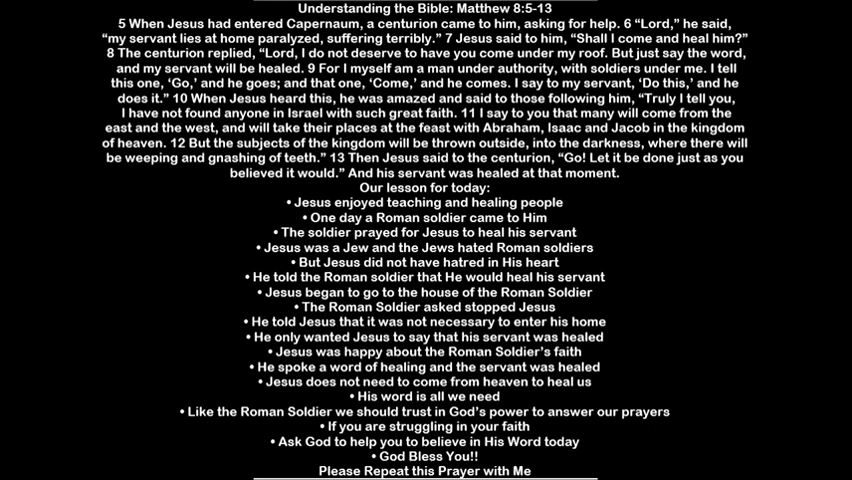 Understanding the Bible: Matthew 8:5-13
5 When Jesus had entered Capernaum, a centurion came to him, asking for help. 6 “Lord,” he said,
“my servant lies at home paralyzed, suffering terribly.” 7 Jesus said to him, “Shall I come and heal him?”
8 The centurion replied, “Lord, I do not deserve to have you come under my roof. But just say the word,
and my servant will be healed. 9 For I myself am a man under authority, with soldiers under me. I tell
this one, ‘Go,’ and he goes; and that one, ‘Come,’ and he comes. I say to my servant, ‘Do this,’ and he
does it.” 10 When Jesus heard this, he was amazed and said to those following him, “Truly I tell you,
I have not found anyone in Israel with such great faith. 11 I say to you that many will come from the
east and the west, and will take their places at the feast with Abraham, Isaac and Jacob in the kingdom
of heaven. 12 But the subjects of the kingdom will be thrown outside, into the darkness, where there will
be weeping and gnashing of teeth.” 13 Then Jesus said to the centurion, “Go! Let it be done just as you
believed it would.” And his servant was healed at that moment.
Our lesson for today:
• Jesus enjoyed teaching and healing people
• One day a Roman soldier came to Him
• The soldier prayed for Jesus to heal his servant
• Jesus was a Jew and the Jews hated Roman soldiers
• But Jesus did not have hatred in His heart
• He told the Roman soldier that He would heal his servant
• Jesus began to go to the house of the Roman Soldier
• The Roman Soldier asked stopped Jesus
• He told Jesus that it was not necessary to enter his home
• He only wanted Jesus to say that his servant was healed
• Jesus was happy about the Roman Soldier’s faith
• He spoke a word of healing and the servant was healed
• Jesus does not need to come from heaven to heal us
• His word is all we need
• Like the Roman Soldier we should trust in God’s power to answer our prayers
• If you are struggling in your faith
• Ask God to help you to believe in His Word today
• God Bless You!!
Please Repeat this Prayer with Me